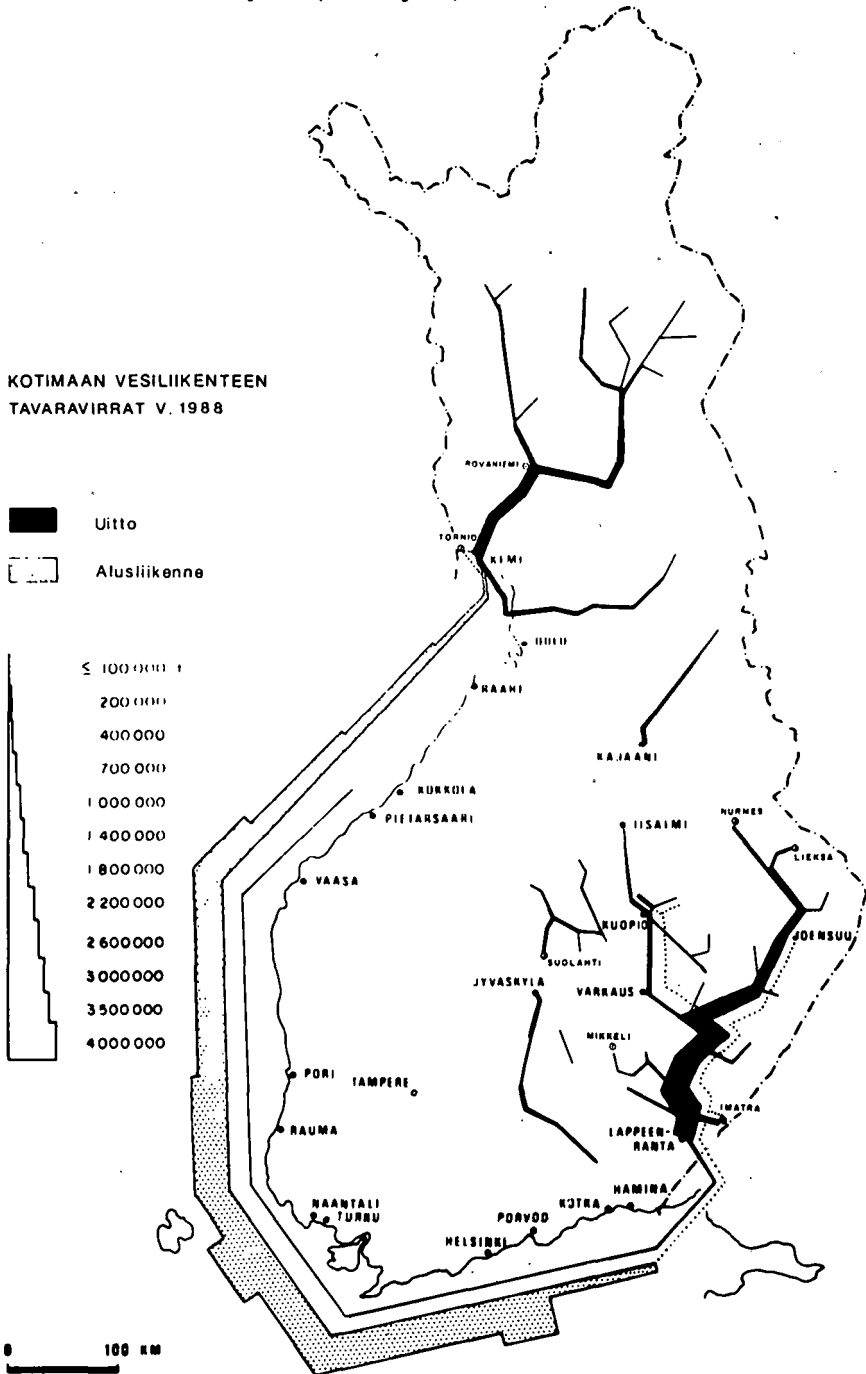 KOTIMAAN VESILIIKENTEEN
TAVARAVIRRAT V. 1988
Uitto
Alusliikenne
≤ 100 000 t
200 000
400 000
700 000
1 000 000
1 400 000
1 800 000
2 200 000
2 600 000
3 000 000
3 500 000
4 000 000
ROVANIEMI
TORNIO
KEMI
RAAHE
KAJAANI
KOKKOLA
PIETARSAARI
IISALMI
NURMES
LIEKSA
VAASA
KUOPIO
JOENSUU
SUOLAHTI
JYVASKYLA
VARKAUS
MIKKELI
PORI
TAMPERE
IMATRA
RAUMA
LAPPEEN-
RANTA
HAMINA
KOTKA
NAANTALI
TURKU
PORVOO
HELSINKI
0 100 KM